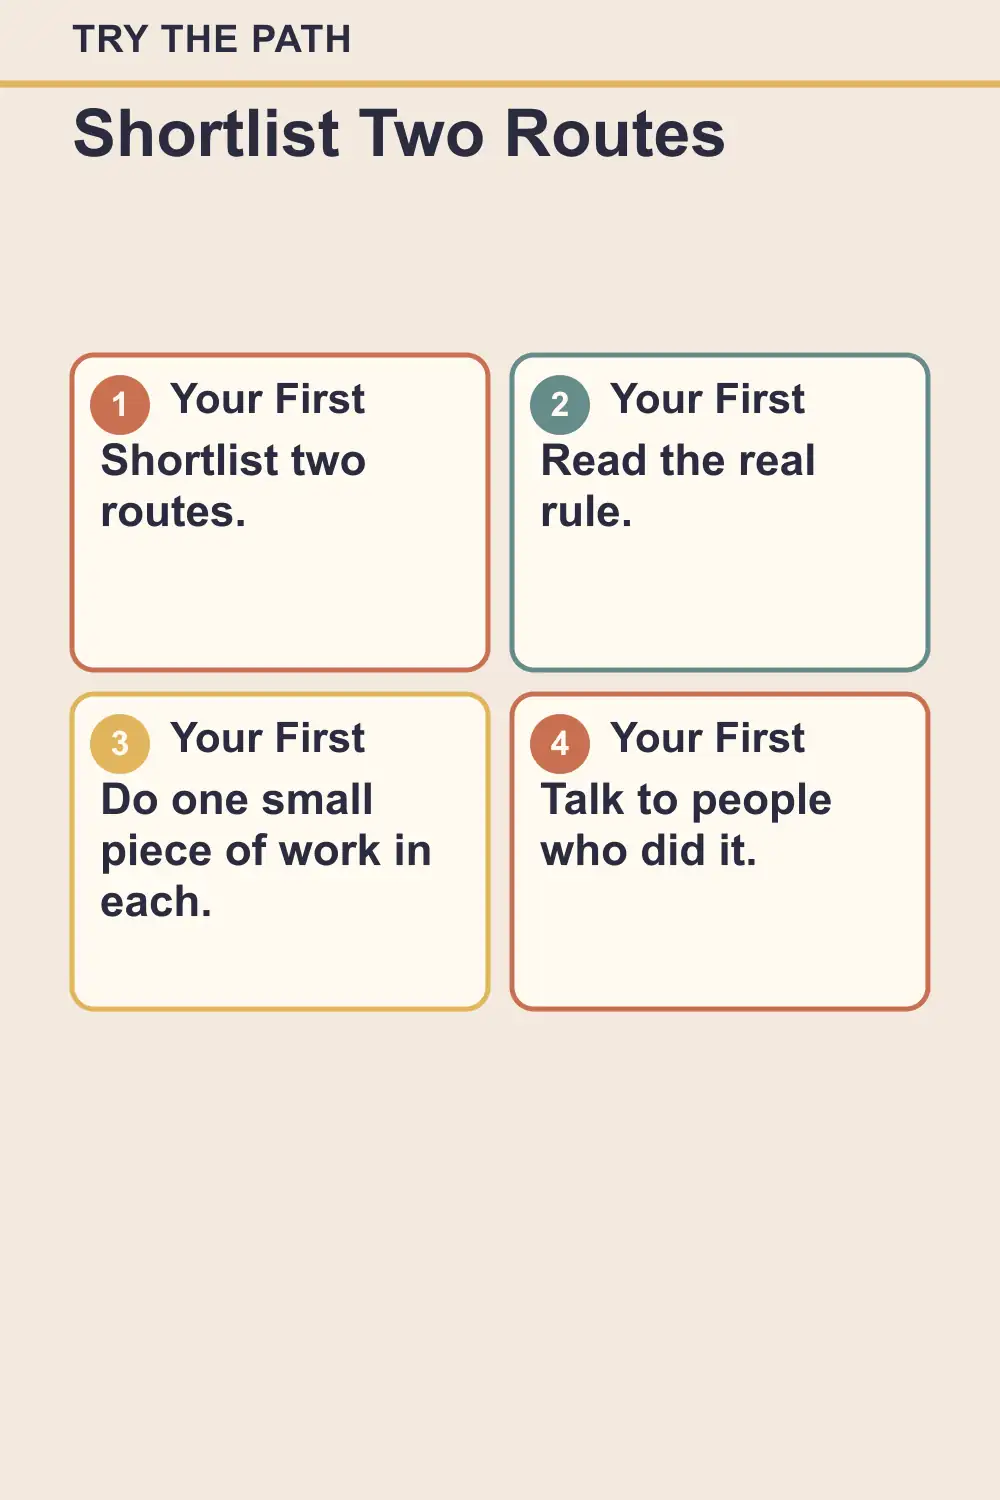 TRY THE PATH
Shortlist Two Routes
1 Your First
Shortlist two
routes.
2 Your First
Read the real
rule.
3 Your First
Do one small
piece of work in
each.
4 Your First
Talk to people
who did it.